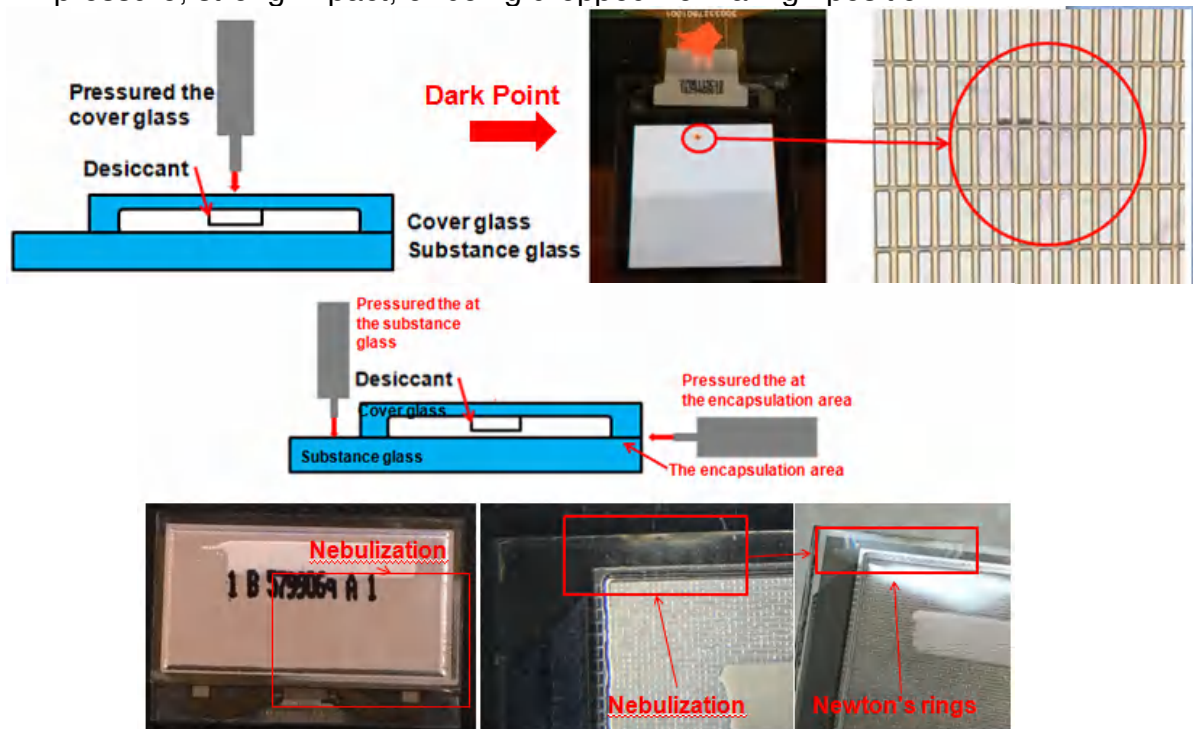 Pressured the
cover glass
Desiccant
Cover glass
Substance glass
Dark Point
Pressured the at
the substance
glass
Desiccant
Cover glass
Substance glass
Pressured the at
the encapsulation area
The encapsulation area
Nebulization
1 B 5799069 A 1
Nebulization
Newton's rings